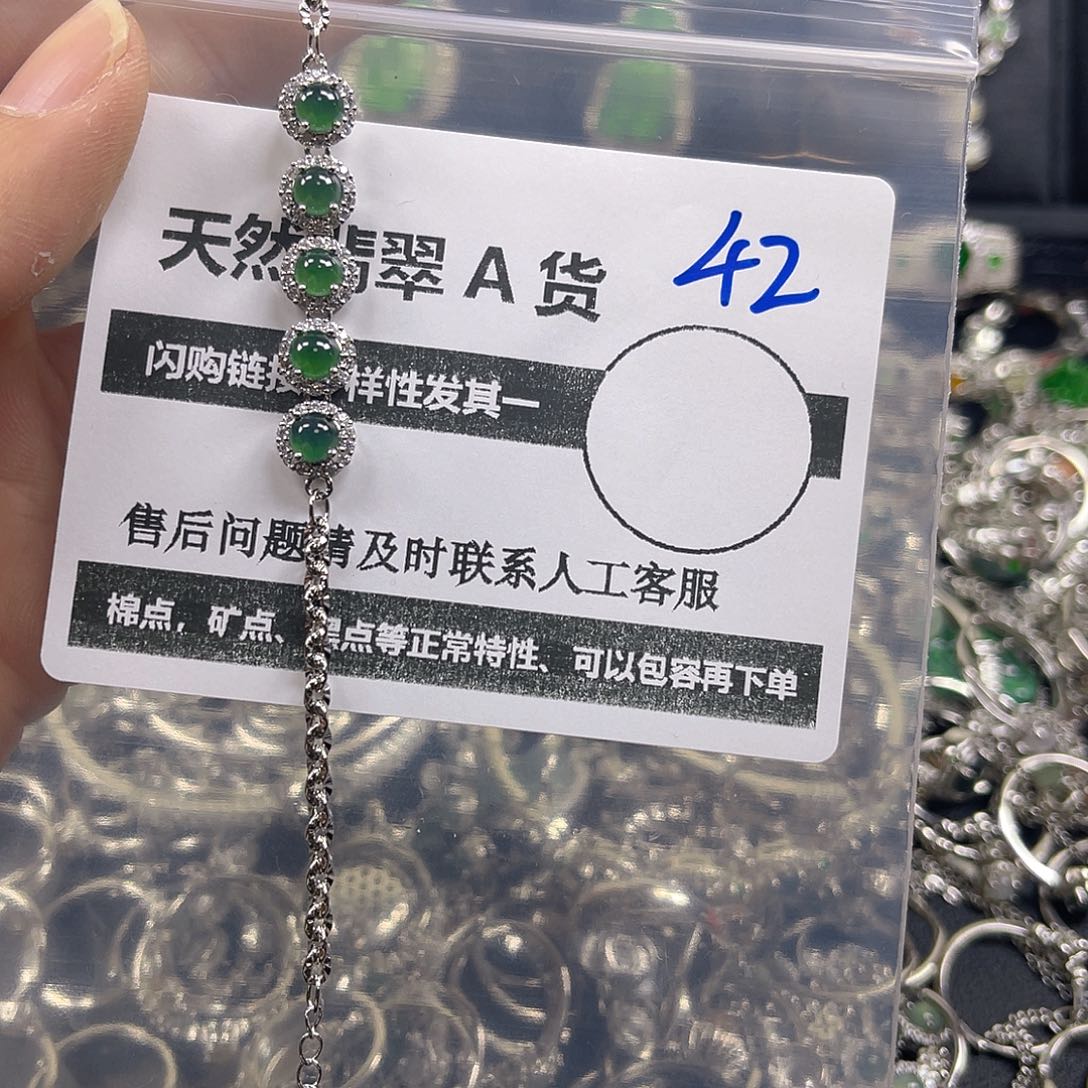 天然翡翠 A 货
42
闪购链接 样性发其一
售后问题请及时联系人工客服
棉点，矿点、黑点等正常特性、可以包容再下单